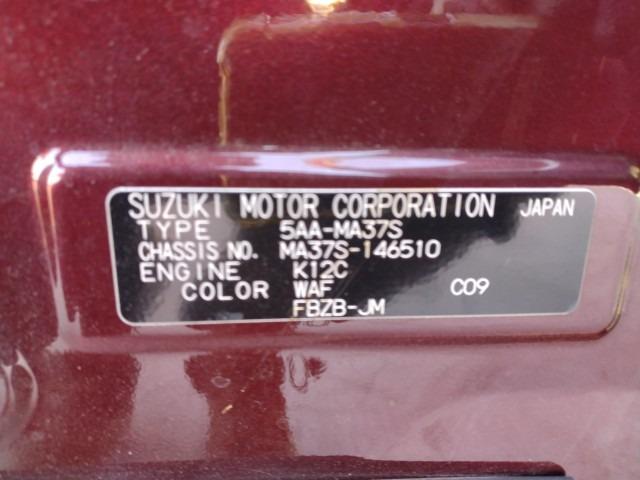 SUZUKI MOTOR CORPORATION JAPAN
TYPE 5AA-MA37S
CHASSIS NO. MA37S-146510
ENGINE K12C
COLOR WAF C09
FBZB-JM